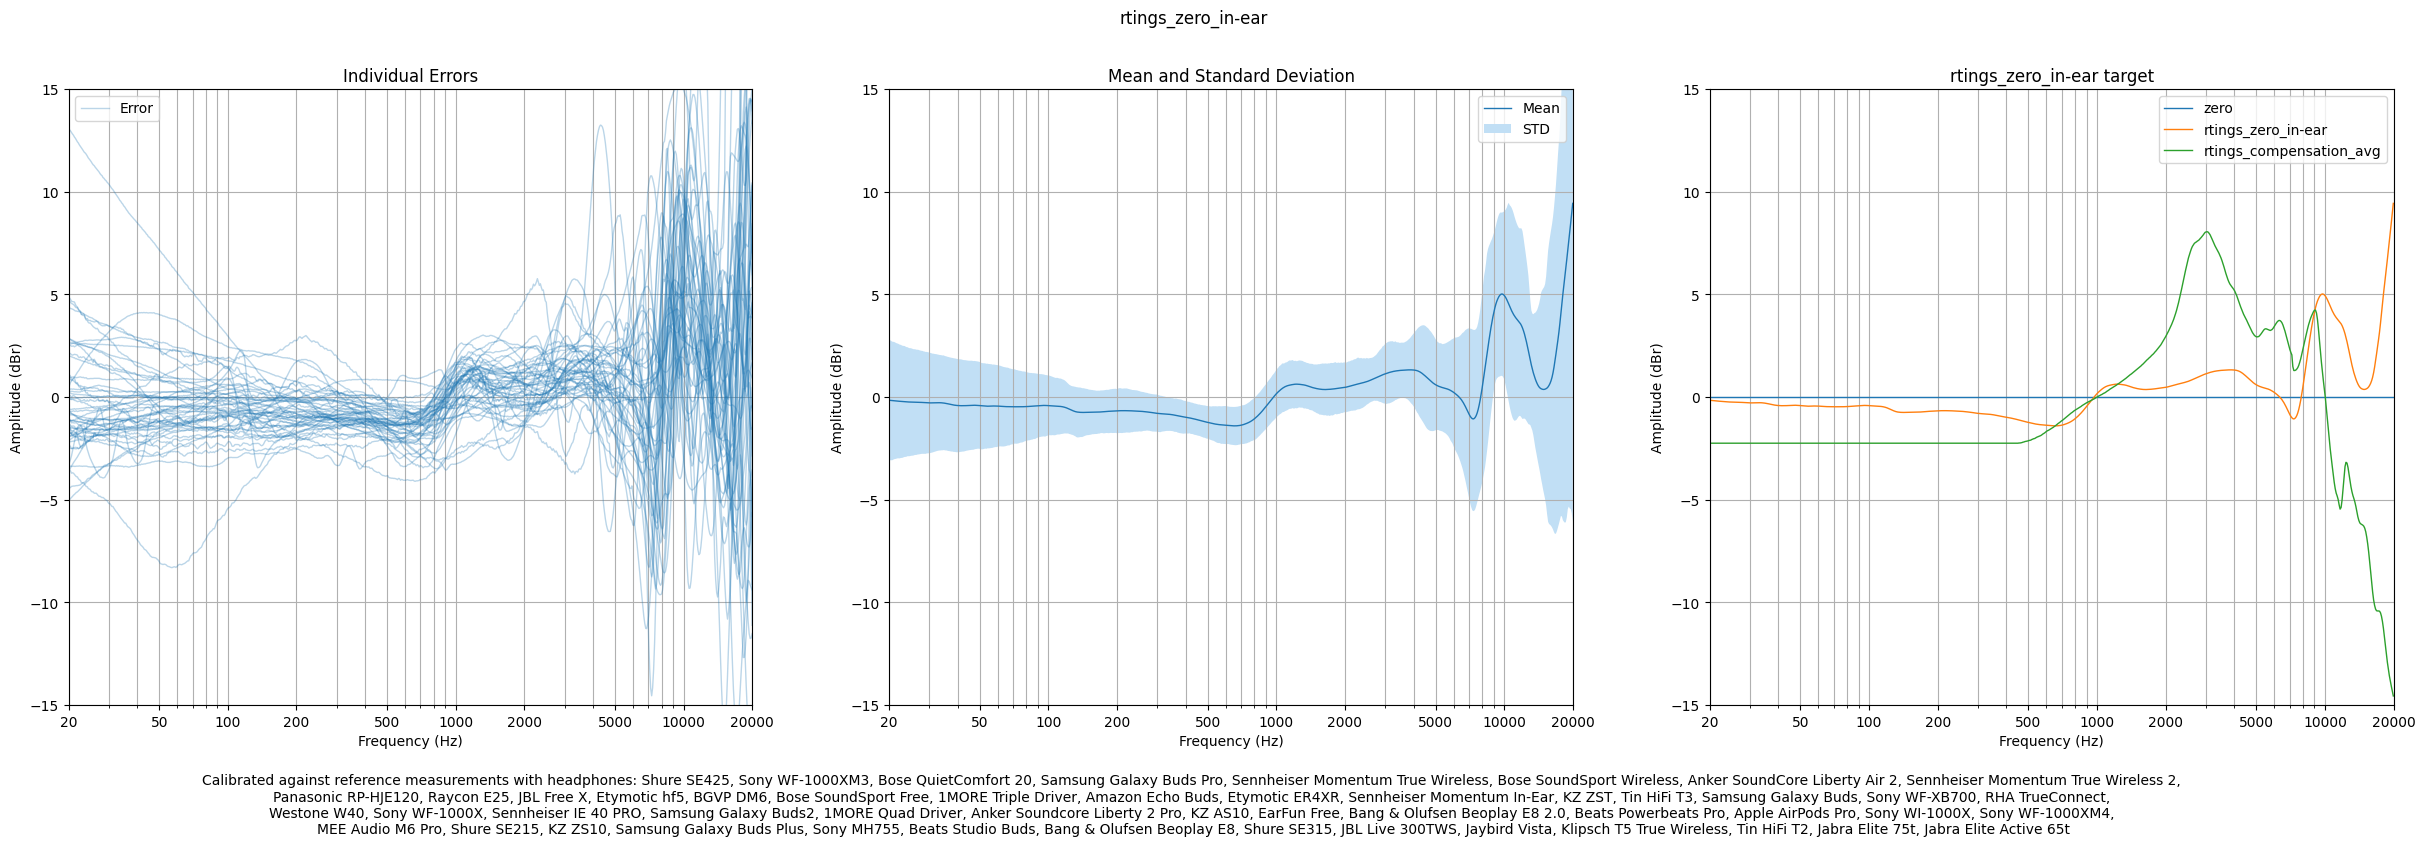 rtings_zero_in-ear
Individual Errors
Error
15
10
5
0
−5
−10
−15
Amplitude (dBr)
20 50 100 200 500 1000 2000 5000 10000 20000
Frequency (Hz)
Mean and Standard Deviation
Mean
STD
15
10
5
0
−5
−10
−15
Amplitude (dBr)
20 50 100 200 500 1000 2000 5000 10000 20000
Frequency (Hz)
rtings_zero_in-ear target
zero
rtings_zero_in-ear
rtings_compensation_avg
15
10
5
0
−5
−10
−15
Amplitude (dBr)
20 50 100 200 500 1000 2000 5000 10000 20000
Frequency (Hz)
Calibrated against reference measurements with headphones: Shure SE425, Sony WF-1000XM3, Bose QuietComfort 20, Samsung Galaxy Buds Pro, Sennheiser Momentum True Wireless, Bose SoundSport Wireless, Anker SoundCore Liberty Air 2, Sennheiser Momentum True Wireless 2,
Panasonic RP-HJE120, Raycon E25, JBL Free X, Etymotic hf5, BGVP DM6, Bose SoundSport Free, 1MORE Triple Driver, Amazon Echo Buds, Etymotic ER4XR, Sennheiser Momentum In-Ear, KZ ZST, Tin HiFi T3, Samsung Galaxy Buds, Sony WF-XB700, RHA TrueConnect,
Westone W40, Sony WF-1000X, Sennheiser IE 40 PRO, Samsung Galaxy Buds2, 1MORE Quad Driver, Anker Soundcore Liberty 2 Pro, KZ AS10, EarFun Free, Bang & Olufsen Beoplay E8 2.0, Beats Powerbeats Pro, Apple AirPods Pro, Sony WI-1000X, Sony WF-1000XM4,
MEE Audio M6 Pro, Shure SE215, KZ ZS10, Samsung Galaxy Buds Plus, Sony MH755, Beats Studio Buds, Bang & Olufsen Beoplay E8, Shure SE315, JBL Live 300TWS, Jaybird Vista, Klipsch T5 True Wireless, Tin HiFi T2, Jabra Elite 75t, Jabra Elite Active 65t